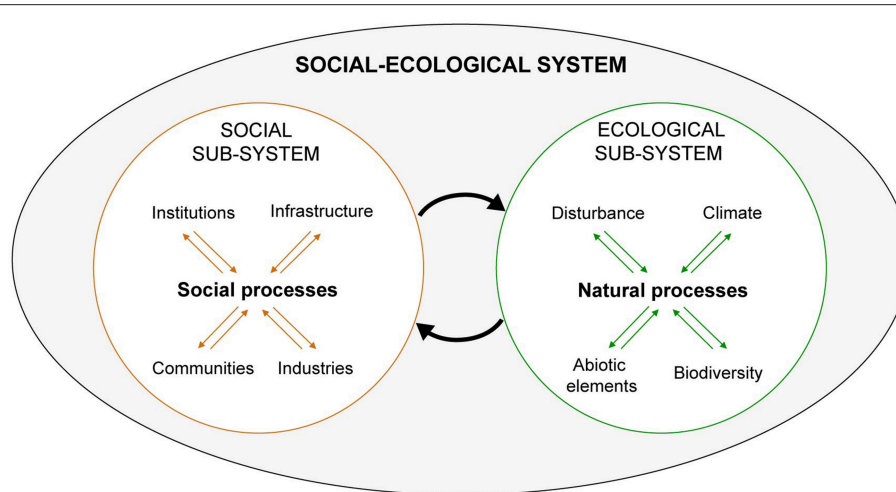 SOCIAL-ECOLOGICAL SYSTEM
SOCIAL
SUB-SYSTEM
Institutions
Infrastructure
Social processes
Communities
Industries
ECOLOGICAL
SUB-SYSTEM
Disturbance
Climate
Natural processes
Abiotic
elements
Biodiversity